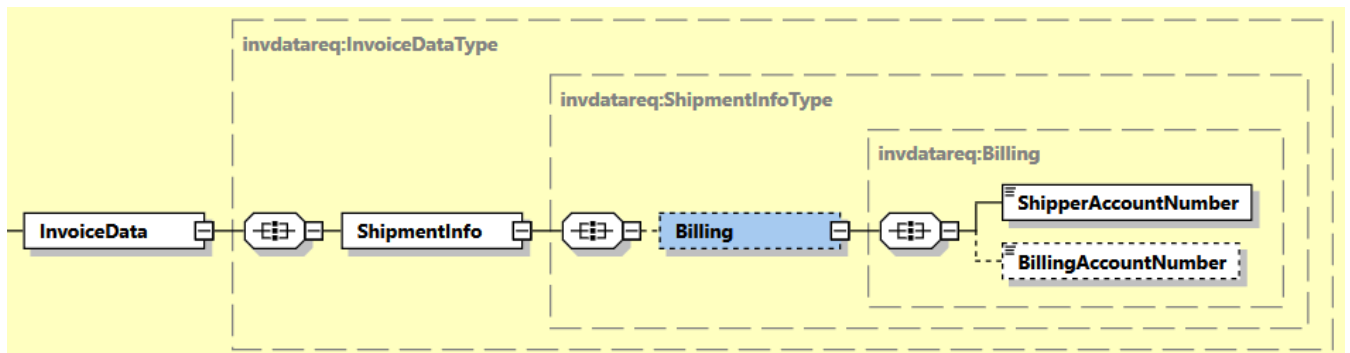 invdatareq:InvoiceDataType
invdatareq:ShipmentInfoType
invdatareq:Billing
InvoiceData
ShipmentInfo
Billing
ShipperAccountNumber
BillingAccountNumber